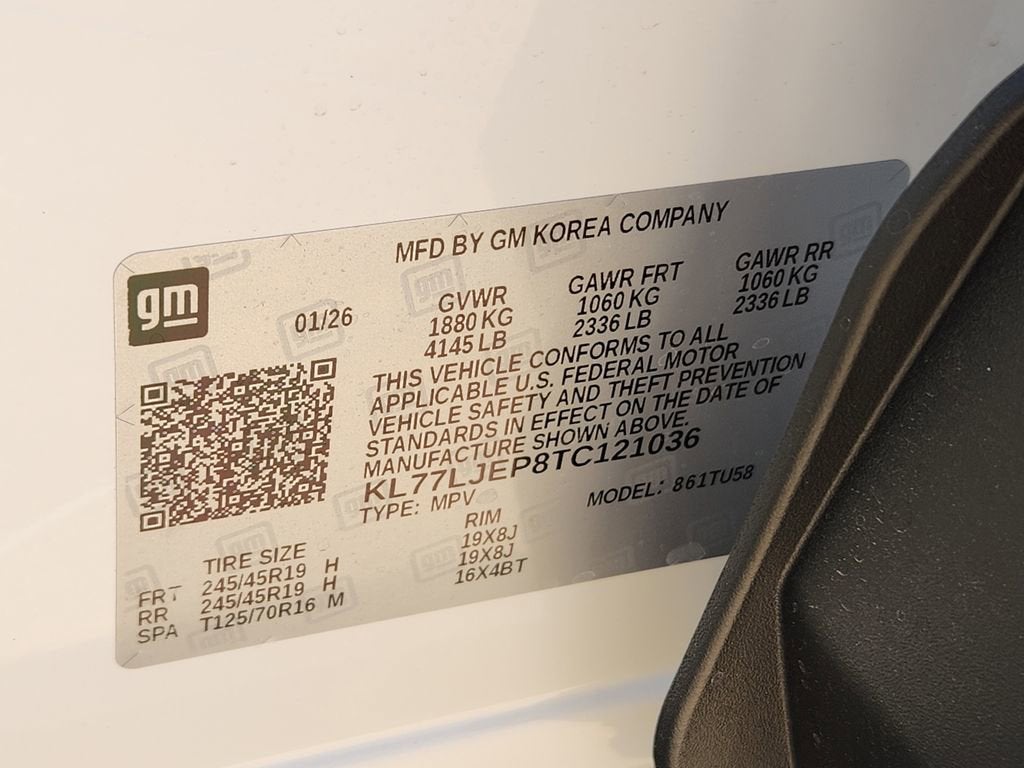 gm
MFD BY GM KOREA COMPANY
01/26
GVWR GAWR FRT GAWR RR
1880 KG 1060 KG 1060 KG
4145 LB 2336 LB 2336 LB
THIS VEHICLE CONFORMS TO ALL
APPLICABLE U.S. FEDERAL MOTOR
VEHICLE SAFETY AND THEFT PREVENTION
STANDARDS IN EFFECT ON THE DATE OF
MANUFACTURE SHOWN ABOVE.
KL77LJEP8TC121036
TYPE: MPV MODEL: 861TU58
TIRE SIZE RIM
FRT 245/45R19 H 19X8J
RR 245/45R19 H 19X8J
SPA T125/70R16 M 16X4BT